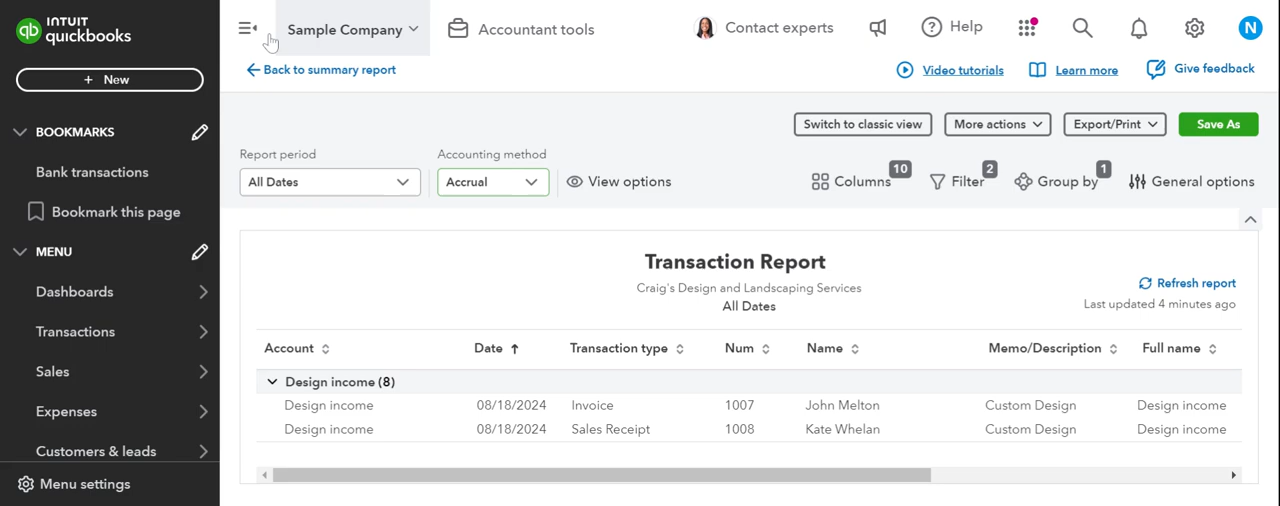 INTUIT
qb quickbooks
Sample Company
Accountant tools
Contact experts
Help
N
Back to summary report
Video tutorials
Learn more
Give feedback
+ New
BOOKMARKS
Bank transactions
Bookmark this page
MENU
Dashboards
Transactions
Sales
Expenses
Customers & leads
Menu settings
Switch to classic view
More actions
Export/Print
Save As
Report period
Accounting method
All Dates
Accrual
View options
Columns 10
Filter 2
Group by 1
General options
Transaction Report
Craig's Design and Landscaping Services
All Dates
Refresh report
Last updated 4 minutes ago
Account Date Transaction type Num Name Memo/Description Full name
Design income (8)
Design income 08/18/2024 Invoice 1007 John Melton Custom Design Design income
Design income 08/18/2024 Sales Receipt 1008 Kate Whelan Custom Design Design income